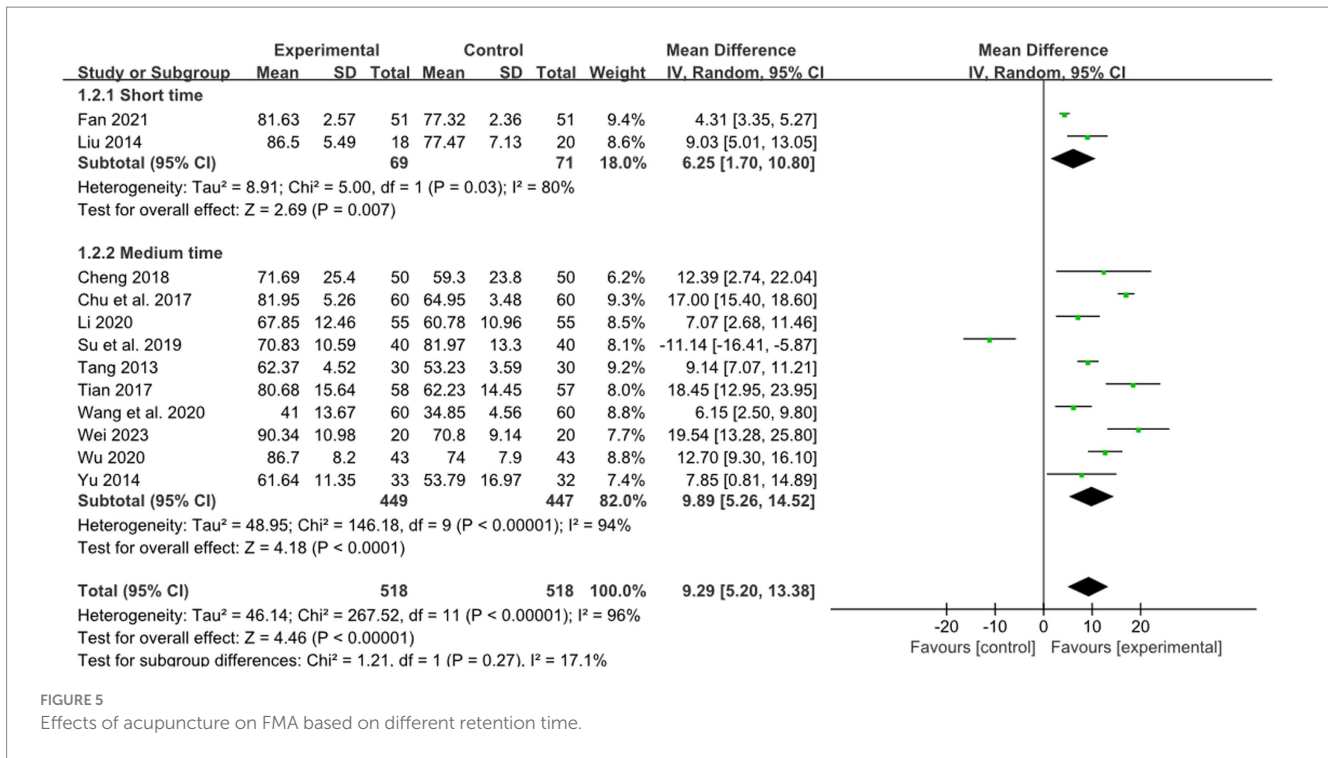 Experimental Control Mean Difference Mean Difference
Study or Subgroup Mean SD Total Mean SD Total Weight IV, Random, 95% CI IV, Random, 95% CI
1.2.1 Short time
Fan 2021 81.63 2.57 51 77.32 2.36 51 9.4% 4.31 [3.35, 5.27]
Liu 2014 86.5 5.49 18 77.47 7.13 20 8.6% 9.03 [5.01, 13.05]
Subtotal (95% CI) 69 71 18.0% 6.25 [1.70, 10.80]
Heterogeneity: Tau² = 8.91; Chi² = 5.00, df = 1 (P = 0.03); I² = 80%
Test for overall effect: Z = 2.69 (P = 0.007)
1.2.2 Medium time
Cheng 2018 71.69 25.4 50 59.3 23.8 50 6.2% 12.39 [2.74, 22.04]
Chu et al. 2017 81.95 5.26 60 64.95 3.48 60 9.3% 17.00 [15.40, 18.60]
Li 2020 67.85 12.46 55 60.78 10.96 55 8.5% 7.07 [2.68, 11.46]
Su et al. 2019 70.83 10.59 40 81.97 13.3 40 8.1% -11.14 [-16.41, -5.87]
Tang 2013 62.37 4.52 30 53.23 3.59 30 9.2% 9.14 [7.07, 11.21]
Tian 2017 80.68 15.64 58 62.23 14.45 57 8.0% 18.45 [12.95, 23.95]
Wang et al. 2020 41 13.67 60 34.85 4.56 60 8.8% 6.15 [2.50, 9.80]
Wei 2023 90.34 10.98 20 70.8 9.14 20 7.7% 19.54 [13.28, 25.80]
Wu 2020 86.7 8.2 43 74 7.9 43 8.8% 12.70 [9.30, 16.10]
Yu 2014 61.64 11.35 33 53.79 16.97 32 7.4% 7.85 [0.81, 14.89]
Subtotal (95% CI) 449 447 82.0% 9.89 [5.26, 14.52]
Heterogeneity: Tau² = 48.95; Chi² = 146.18, df = 9 (P < 0.00001); I² = 94%
Test for overall effect: Z = 4.18 (P < 0.0001)
Total (95% CI) 518 518 100.0% 9.29 [5.20, 13.38]
Heterogeneity: Tau² = 46.14; Chi² = 267.52, df = 11 (P < 0.00001); I² = 96%
Test for overall effect: Z = 4.46 (P < 0.00001)
Test for subgroup differences: Chi² = 1.21, df = 1 (P = 0.27), I² = 17.1%
-20 -10 0 10 20
Favours [control] Favours [experimental]
FIGURE 5
Effects of acupuncture on FMA based on different retention time.